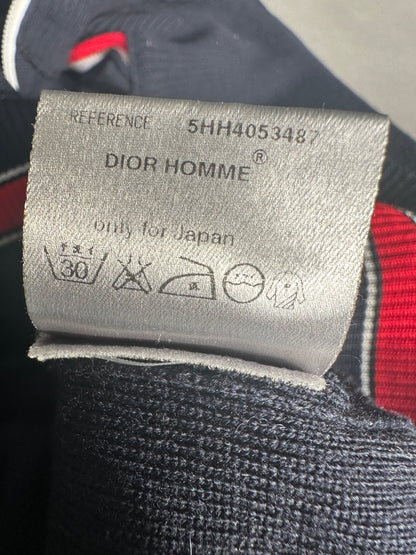 REFERENCE 5HH4053487
DIOR HOMME®
only for Japan
30